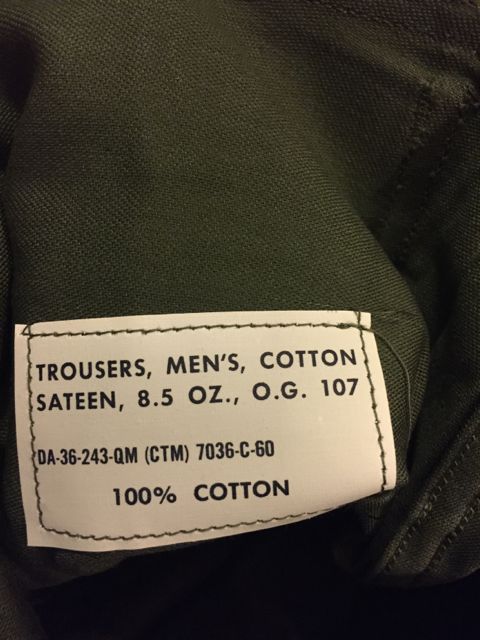 TROUSERS, MEN'S, COTTON
SATEEN, 8.5 OZ., O.G. 107
DA-36-243-QM (CTM) 7036-C-60
100% COTTON